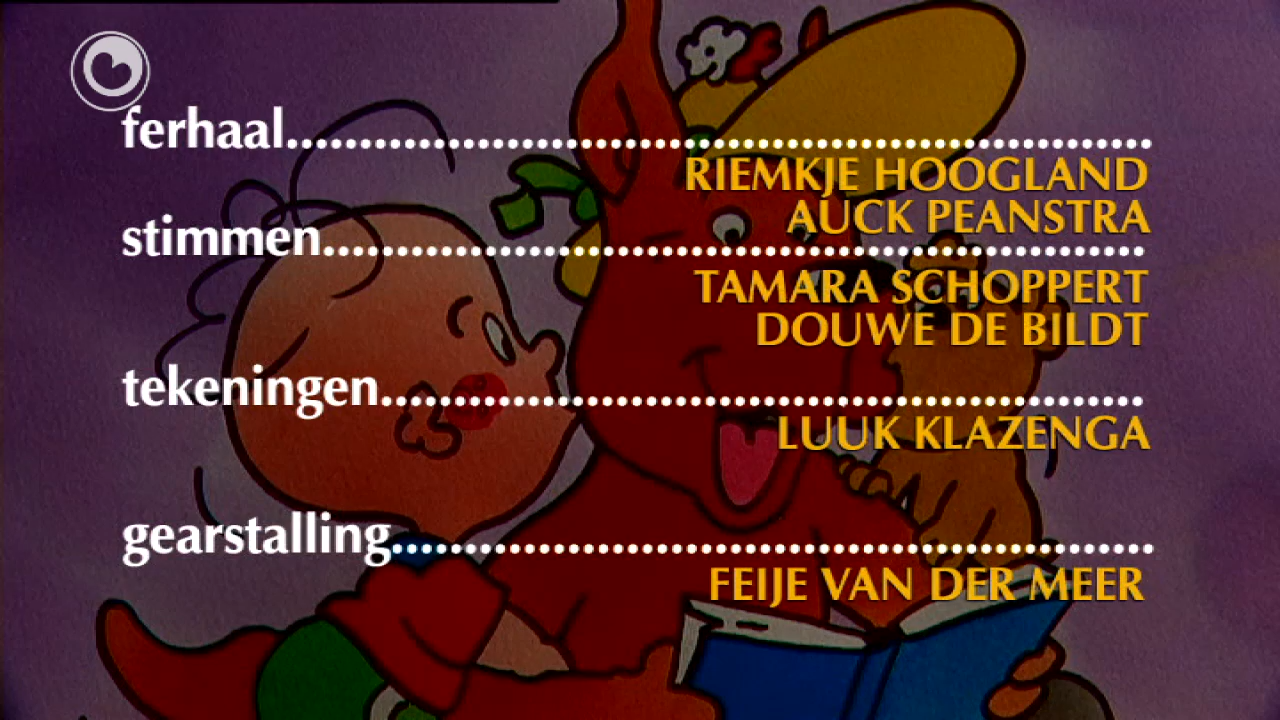 ferhaal..........................................................................
RIEMKJE HOOGLAND
AUCK PEANSTRA
stimmen......................................................................
TAMARA SCHOPPERT
DOUWE DE BILDT
tekeningen................................................................
LUUK KLAZENGA
gearstalling................................................................
FEIJE VAN DER MEER